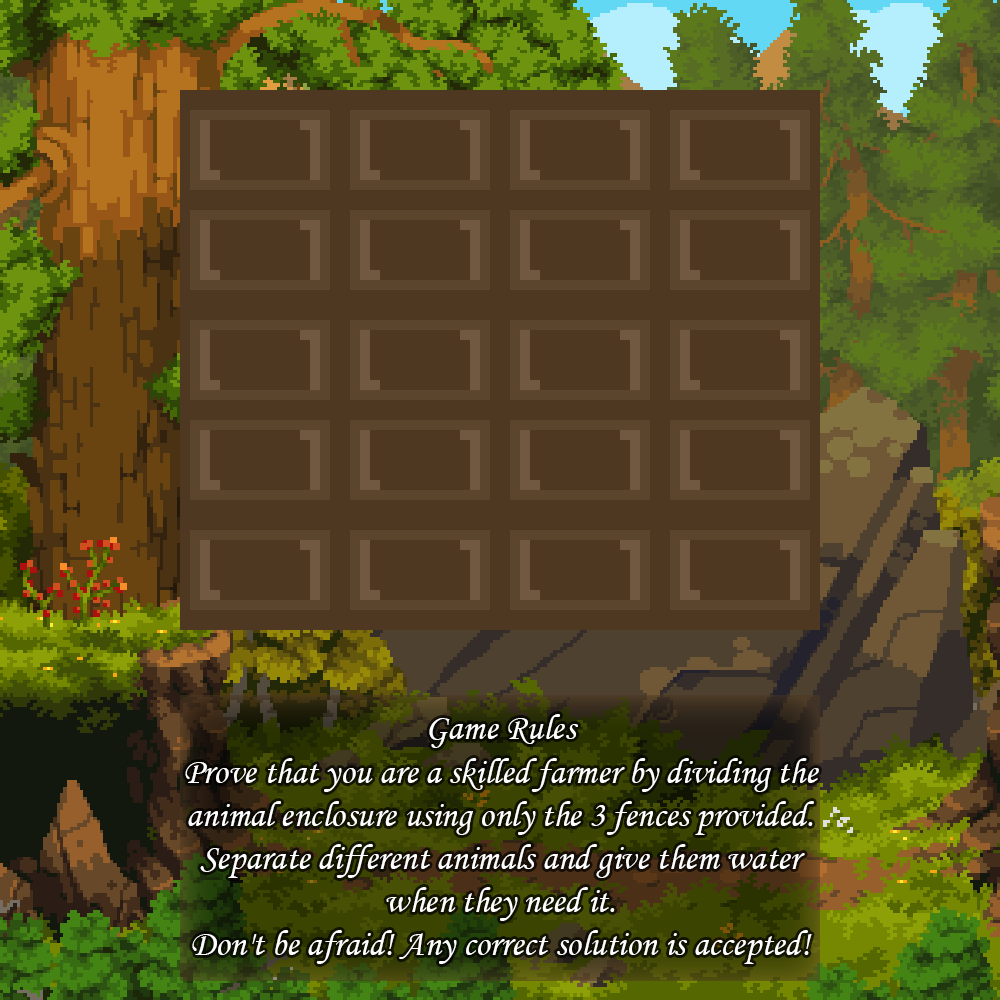 Game Rules
Prove that you are a skilled farmer by dividing the
animal enclosure using only the 3 fences provided.
Separate different animals and give them water
when they need it.
Don't be afraid! Any correct solution is accepted!